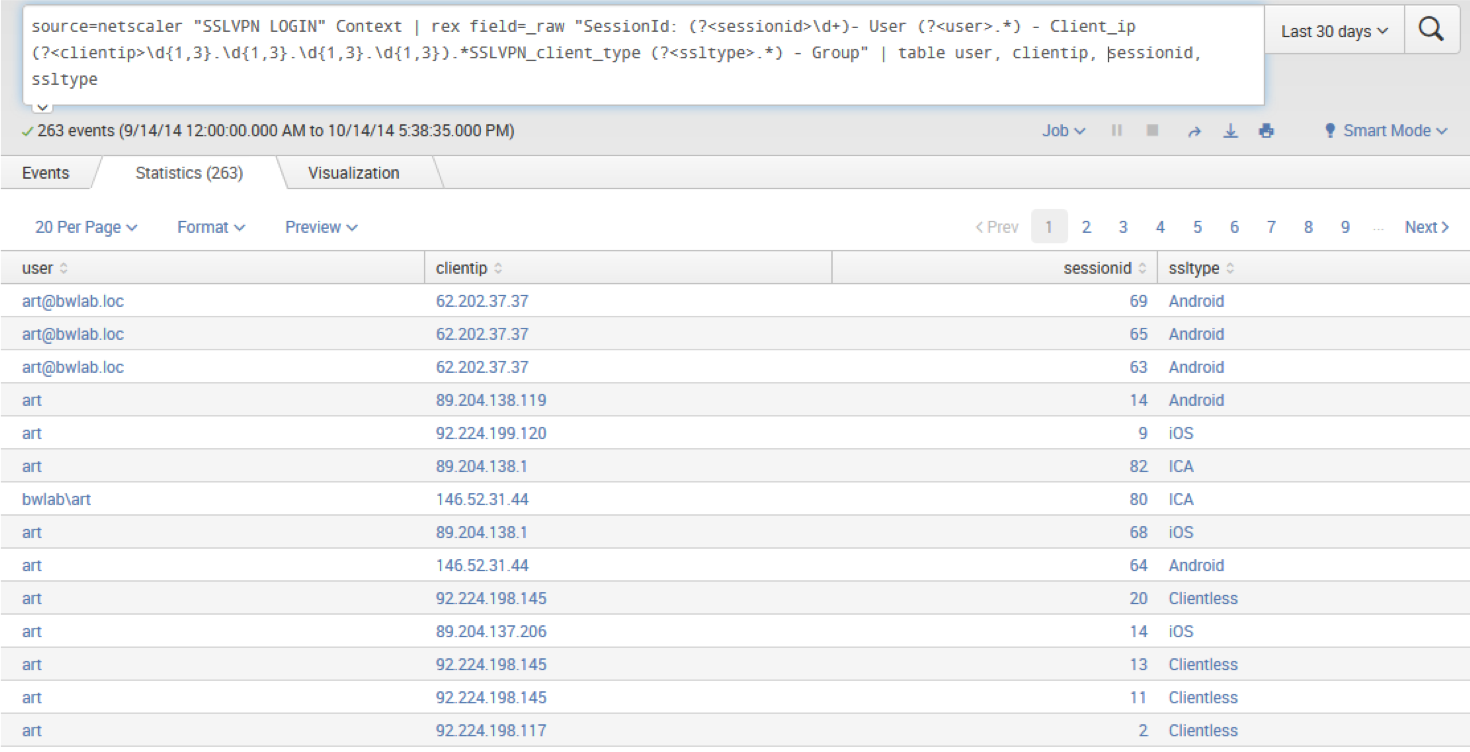 source=netscaler "SSLVPN LOGIN" Context | rex field=_raw "SessionId: (?<sessionid>\d+)- User (?<user>.*) - Client_ip
(?<clientip>\d{1,3}.\d{1,3}.\d{1,3}.\d{1,3}).*SSLVPN_client_type (?<ssltype>.*) - Group" | table user, clientip, sessionid,
ssltype
Last 30 days
263 events (9/14/14 12:00:00.000 AM to 10/14/14 5:38:35.000 PM)
Job Smart Mode
Events Statistics (263) Visualization
20 Per Page Format Preview < Prev 1 2 3 4 5 6 7 8 9 ... Next >
user clientip sessionid ssltype
art@bwlab.loc 62.202.37.37 69 Android
art@bwlab.loc 62.202.37.37 65 Android
art@bwlab.loc 62.202.37.37 63 Android
art 89.204.138.119 14 Android
art 92.224.199.120 9 iOS
art 89.204.138.1 82 ICA
bwlab\art 146.52.31.44 80 ICA
art 89.204.138.1 68 iOS
art 146.52.31.44 64 Android
art 92.224.198.145 20 Clientless
art 89.204.137.206 14 iOS
art 92.224.198.145 13 Clientless
art 92.224.198.145 11 Clientless
art 92.224.198.117 2 Clientless